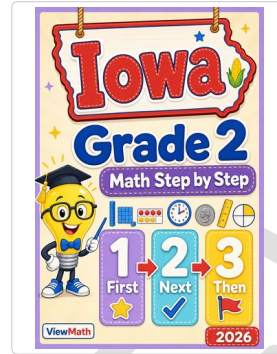 Iowa
Grade 2
Math Step by Step
1 2 3
First Next Then
ViewMath
2026